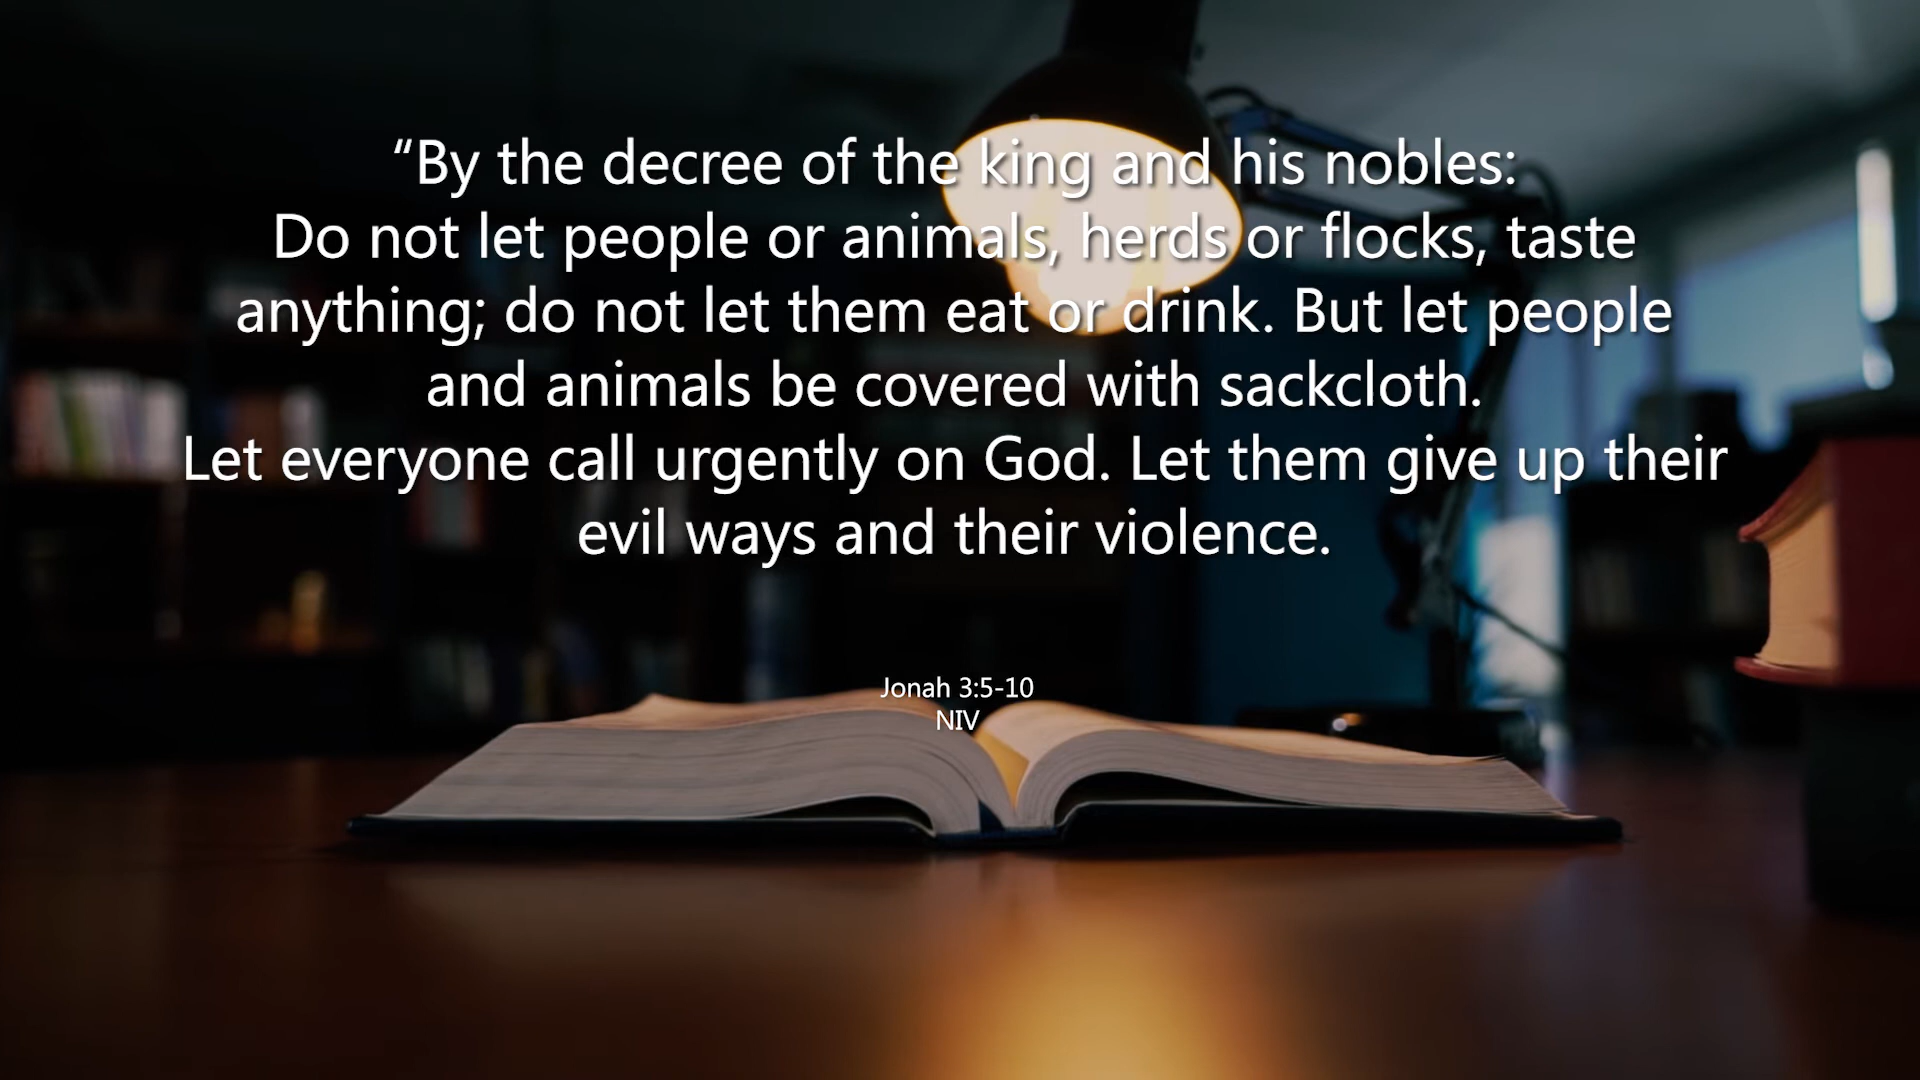 “By the decree of the king and his nobles:
Do not let people or animals, herds or flocks, taste
anything; do not let them eat or drink. But let people
and animals be covered with sackcloth.
Let everyone call urgently on God. Let them give up their
evil ways and their violence.
Jonah 3:5-10
NIV